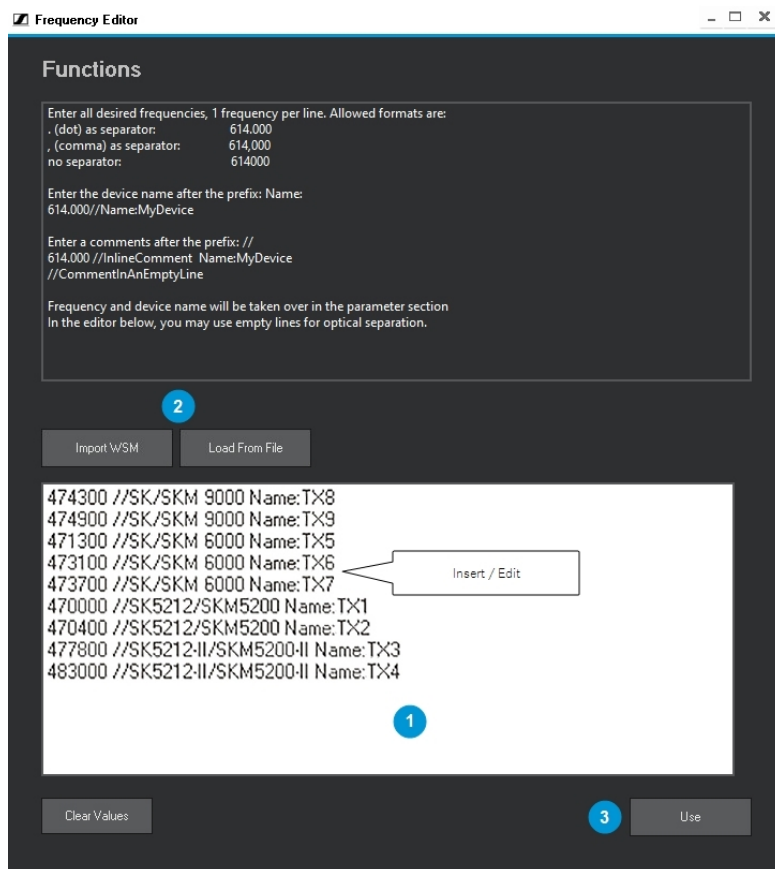 Frequency Editor
Functions
Enter all desired frequencies, 1 frequency per line. Allowed formats are:
. (dot) as separator: 614.000
, (comma) as separator: 614,000
no separator: 614000
Enter the device name after the prefix: Name:
614.000//Name:MyDevice
Enter a comments after the prefix: //
614.000 //InlineComment Name:MyDevice
//CommentInAnEmptyLine
Frequency and device name will be taken over in the parameter section
In the editor below, you may use empty lines for optical separation.
2
Import WSM Load From File
474300 //SK/SKM 9000 Name:TX8
474900 //SK/SKM 9000 Name:TX9
471300 //SK/SKM 6000 Name:TX5
473100 //SK/SKM 6000 Name:TX6
Insert / Edit
473700 //SK/SKM 6000 Name:TX7
470000 //SK5212/SKM5200 Name:TX1
470400 //SK5212/SKM5200 Name:TX2
477800 //SK5212-II/SKM5200-II Name:TX3
483000 //SK5212-II/SKM5200-II Name:TX4
1
Clear Values
3
Use